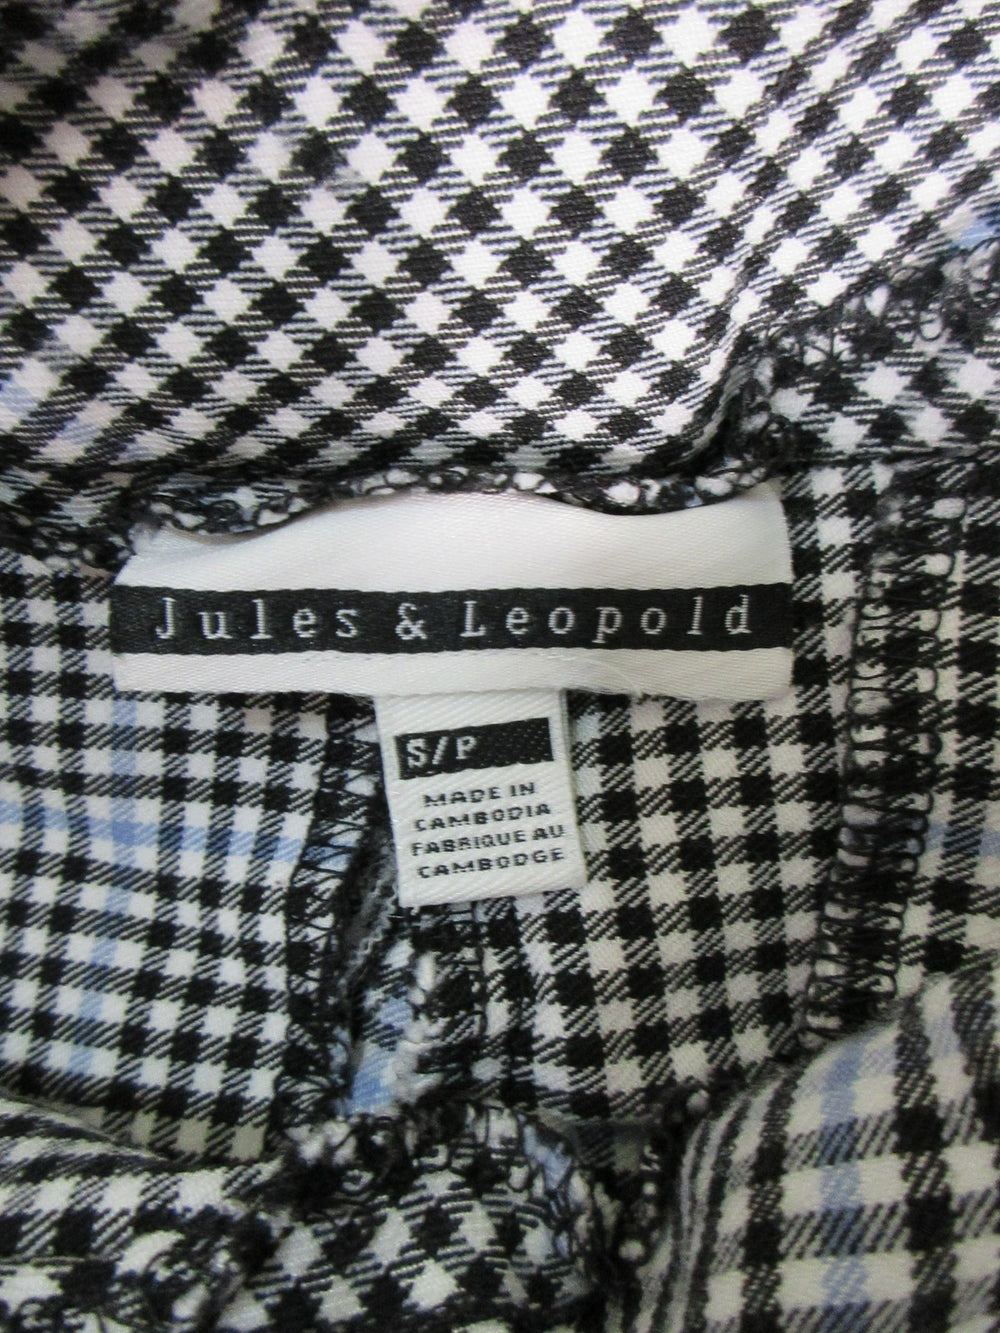 Jules & Leopold
S/P
MADE IN
CAMBODIA
FABRIQUE AU
CAMBODGE